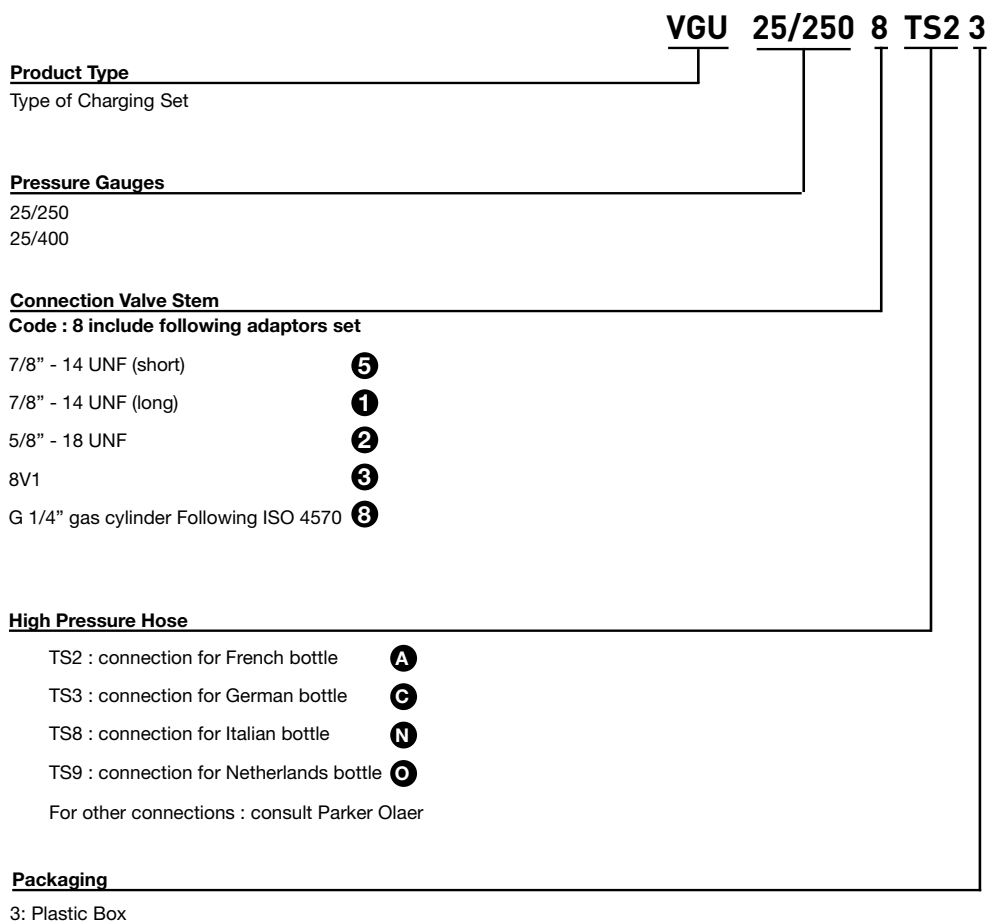 VGU 25/250 8 TS2 3
Product Type
Type of Charging Set
Pressure Gauges
25/250
25/400
Connection Valve Stem
Code : 8 include following adaptors set
7/8” - 14 UNF (short) 5
7/8” - 14 UNF (long) 1
5/8” - 18 UNF 2
8V1 3
G 1/4” gas cylinder Following ISO 4570 8
High Pressure Hose
TS2 : connection for French bottle A
TS3 : connection for German bottle C
TS8 : connection for Italian bottle N
TS9 : connection for Netherlands bottle O
For other connections : consult Parker Olaer
Packaging
3: Plastic Box